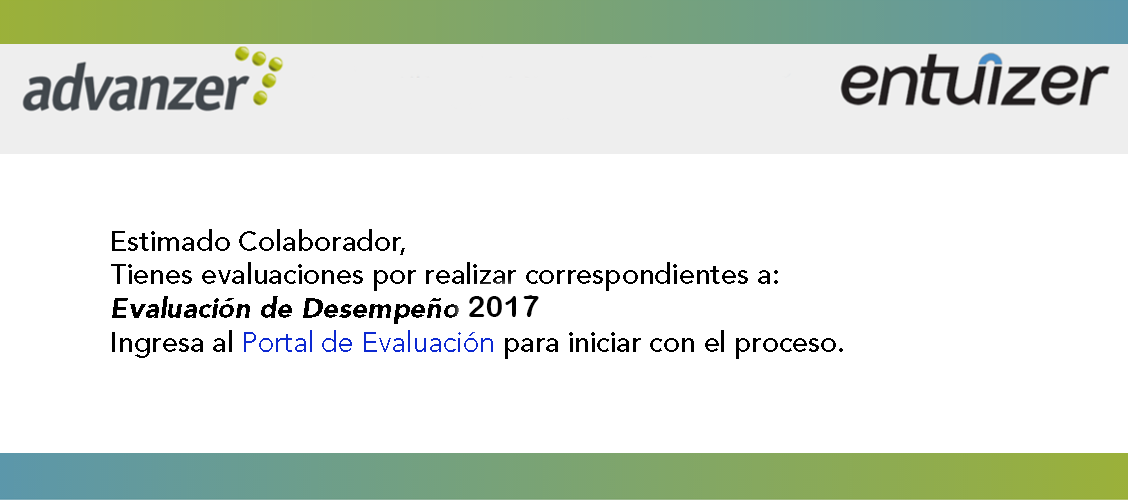 advanzer
entuizer
Estimado Colaborador,
Tienes evaluaciones por realizar correspondientes a:
Evaluación de Desempeño 2017
Ingresa al Portal de Evaluación para iniciar con el proceso.